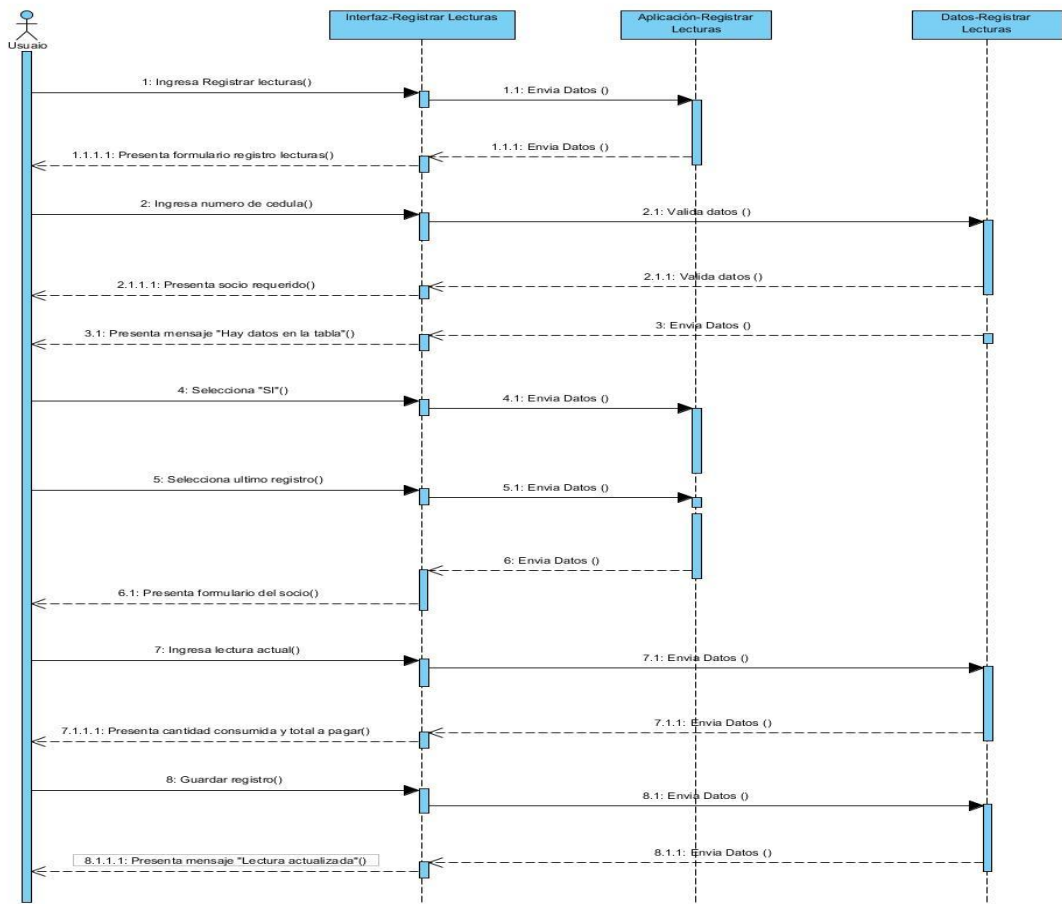 Interfaz-Registrar Lecturas
Aplicación-Registrar
Lecturas
Datos-Registrar
Lecturas
Usuaio
1: Ingresa Registrar lecturas()
1.1: Envia Datos ()
1.1.1: Envia Datos ()
1.1.1.1: Presenta formulario registro lecturas()
2: Ingresa numero de cedula()
2.1: Valida datos ()
2.1.1: Valida datos ()
2.1.1.1: Presenta socio requerido()
3: Envia Datos ()
3.1: Presenta mensaje "Hay datos en la tabla"()
4: Selecciona "SI"()
4.1: Envia Datos ()
5: Selecciona ultimo registro()
5.1: Envia Datos ()
6: Envia Datos ()
6.1: Presenta formulario del socio()
7: Ingresa lectura actual()
7.1: Envia Datos ()
7.1.1: Envia Datos ()
7.1.1.1: Presenta cantidad consumida y total a pagar()
8: Guardar registro()
8.1: Envia Datos ()
8.1.1: Envia Datos ()
8.1.1.1: Presenta mensaje "Lectura actualizada"()